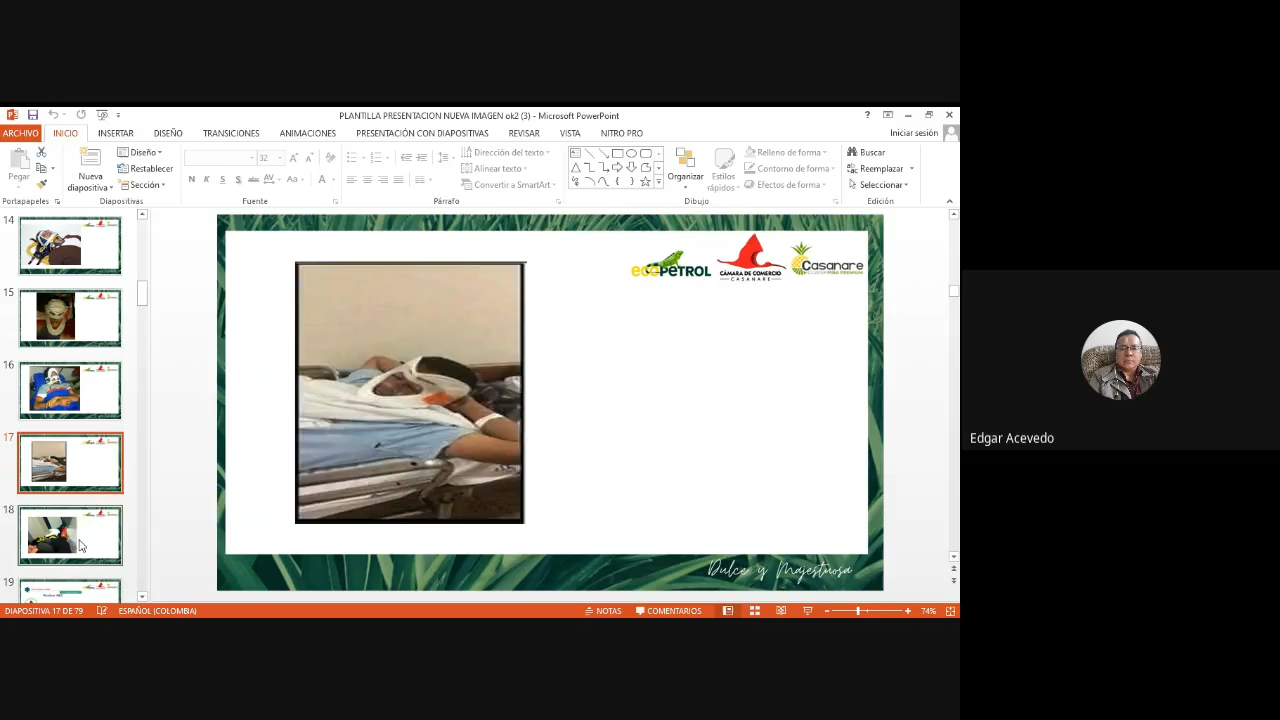 PLANTILLA PRESENTACION NUEVA IMAGEN ok2 (3) - Microsoft PowerPoint
ARCHIVO INICIO INSERTAR DISEÑO TRANSICIONES ANIMACIONES PRESENTACIÓN CON DIAPOSITIVAS REVISAR VISTA NITRO PRO Iniciar sesión
Pegar
Nueva diapositiva
Diseño
Restablecer
Sección
32
N K S S abc AV Aa A
Dirección del texto
Alinear texto
Convertir a SmartArt
Organizar
Estilos rápidos
Relleno de forma
Contorno de forma
Efectos de forma
Buscar
Reemplazar
Seleccionar
Portapapeles Diapositivas Fuente Párrafo Dibujo Edición
14
15
16
17
18
19
ecoPETROL
CÁMARA DE COMERCIO
CASANARE
Casanare
Dulce y Majestuosa
Edgar Acevedo
DIAPOSITIVA 17 DE 79 ESPAÑOL (COLOMBIA) NOTAS COMENTARIOS 74%